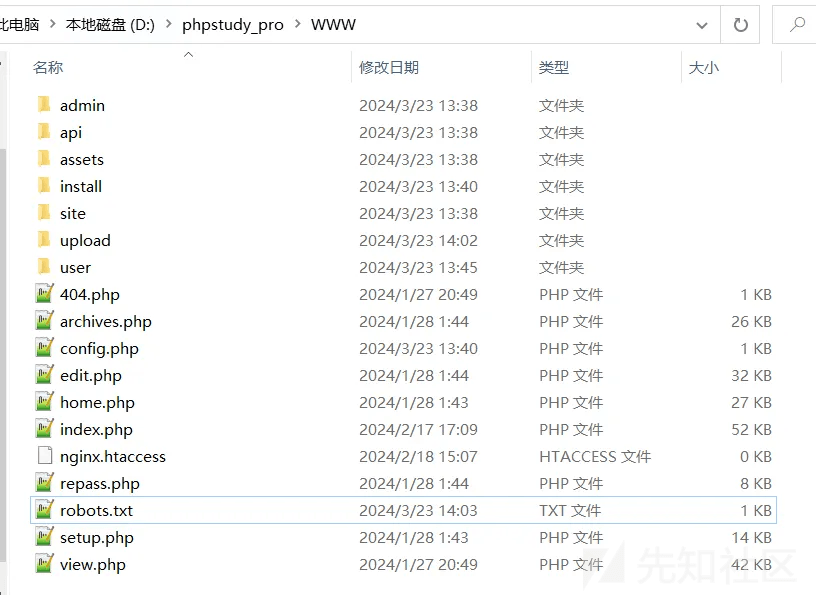 此电脑 > 本地磁盘 (D:) > phpstudy_pro > WWW
名称 修改日期 类型 大小
admin 2024/3/23 13:38 文件夹
api 2024/3/23 13:38 文件夹
assets 2024/3/23 13:38 文件夹
install 2024/3/23 13:40 文件夹
site 2024/3/23 13:38 文件夹
upload 2024/3/23 14:02 文件夹
user 2024/3/23 13:45 文件夹
404.php 2024/1/27 20:49 PHP 文件 1 KB
archives.php 2024/1/28 1:44 PHP 文件 26 KB
config.php 2024/3/23 13:40 PHP 文件 1 KB
edit.php 2024/1/28 1:44 PHP 文件 32 KB
home.php 2024/1/28 1:43 PHP 文件 27 KB
index.php 2024/2/17 17:09 PHP 文件 52 KB
nginx.htaccess 2024/2/18 15:07 HTACCESS 文件 0 KB
repass.php 2024/1/28 1:44 PHP 文件 8 KB
robots.txt 2024/3/23 14:03 TXT 文件 1 KB
setup.php 2024/1/28 1:43 PHP 文件 14 KB
view.php 2024/1/27 20:49 PHP 文件 42 KB
先知社区